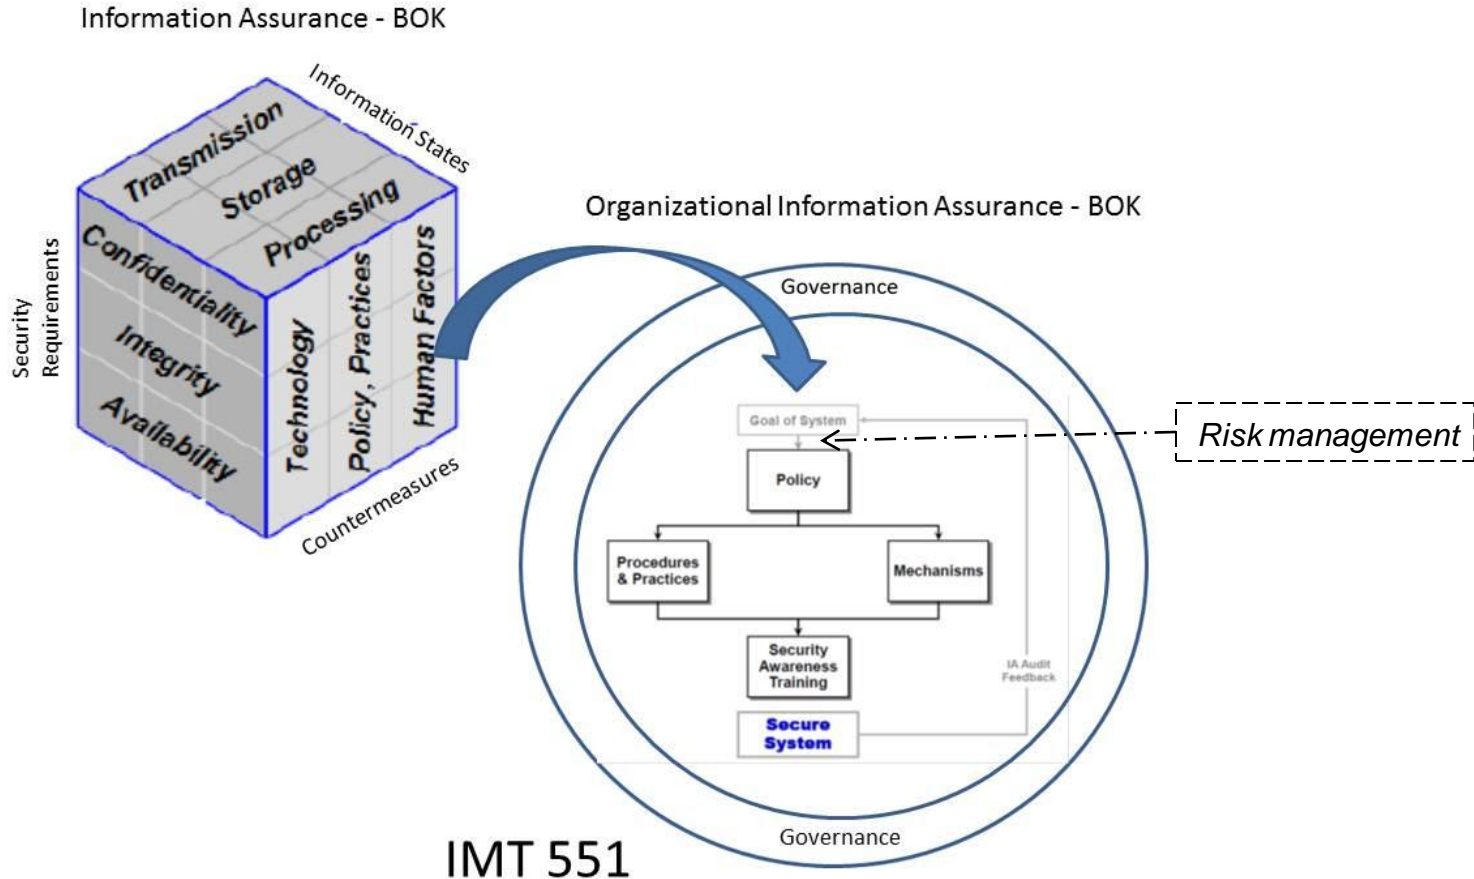 Information Assurance - BOK
Information States
Transmission
Storage
Processing
Security
Requirements
Confidentiality
Integrity
Availability
Technology
Policy, Practices
Human Factors
Countermeasures
Organizational Information Assurance - BOK
Governance
Goal of System
Risk management
Policy
Procedures
& Practices
Mechanisms
Security
Awareness
Training
IA Audit
Feedback
Secure
System
Governance
IMT 551